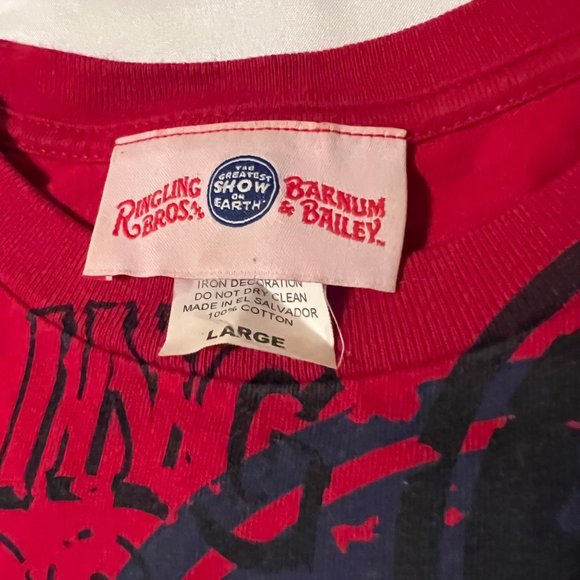 THE
GREATEST
SHOW
ON
EARTH
RINGLING
BROS.
BARNUM
& BAILEY™
IRON DECORATION
DO NOT DRY CLEAN
MADE IN EL SALVADOR
100% COTTON
LARGE